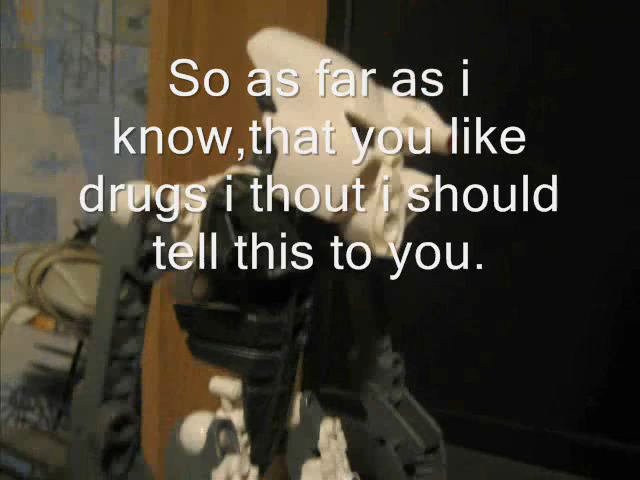 So as far as i
know,that you like
drugs i thout i should
tell this to you.